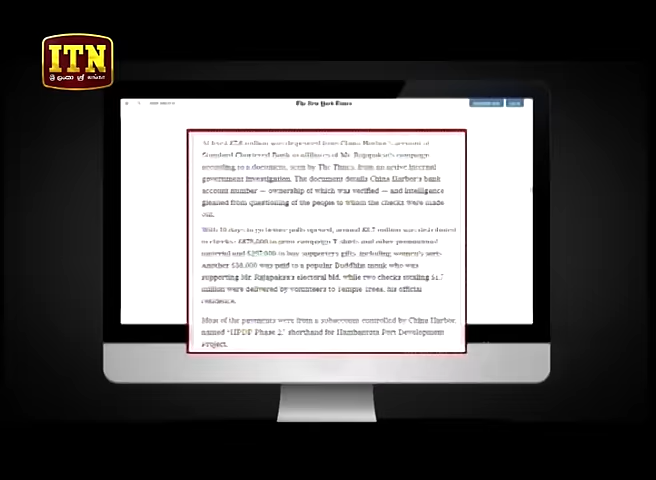 ITN
ශ්‍රී ලංකා ශ්‍රී සංසාර
The New York Times
At least $7.6 million was dispensed from China Harbor's account at
Standard Chartered Bank to affiliates of Mr. Rajapaksa's campaign,
according to a document, seen by The Times, from an active internal
government investigation. The document details China Harbor's bank
account number — ownership of which was verified — and intelligence
gleaned from questioning of the people to whom the checks were made
out.
With 10 days to go before polls opened, around $3.7 million was distributed
in checks: $678,000 to print campaign T-shirts and other promotional
material and $297,000 to buy supporters gifts, including women's saris.
Another $38,000 was paid to a popular Buddhist monk who was
supporting Mr. Rajapaksa's electoral bid, while two checks totaling $1.7
million were delivered by volunteers to Temple Trees, his official
residence.
Most of the payments were from a subaccount controlled by China Harbor,
named "HPDP Phase 2," shorthand for Hambantota Port Development
Project.